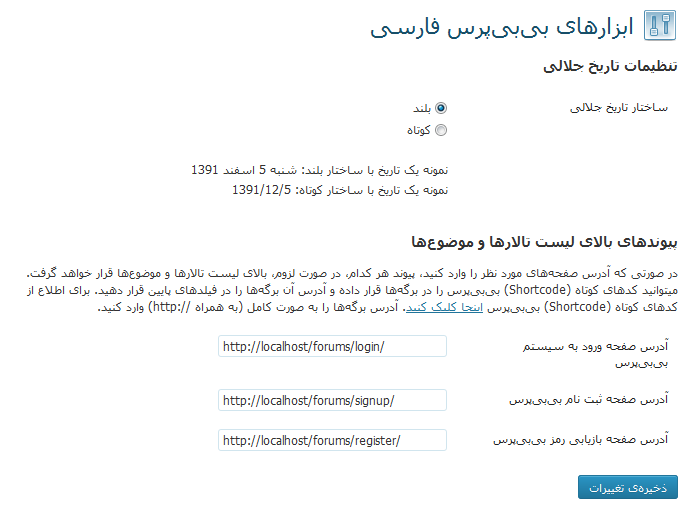 ابزارهای بی‌بی‌پرس فارسی
تنظیمات تاریخ جلالی
ساختار تاریخ جلالی
بلند
کوتاه
نمونه یک تاریخ با ساختار بلند: شنبه 5 اسفند 1391
نمونه یک تاریخ با ساختار کوتاه: 1391/12/5
پیوندهای بالای لیست تالارها و موضوع‌ها
در صورتی که آدرس صفحه‌های مورد نظر را وارد کنید، پیوند هر کدام، در صورت لزوم، بالای لیست تالارها و موضوع‌ها قرار خواهد گرفت.
میتوانید کدهای کوتاه (Shortcode) بی‌بی‌پرس را در برگه‌ها قرار داده و آدرس آن برگه‌ها را در فیلدهای پایین قرار دهید. برای اطلاع از
کدهای کوتاه (Shortcode) بی‌بی‌پرس اینجا کلیک کنید. آدرس برگه‌ها را به صورت کامل (به همراه http://) وارد کنید.
آدرس صفحه ورود به سیستم
بی‌بی‌پرس
http://localhost/forums/login/
آدرس صفحه ثبت نام بی‌بی‌پرس
http://localhost/forums/signup/
آدرس صفحه بازیابی رمز بی‌بی‌پرس
http://localhost/forums/register/
ذخیره‌ی تغییرات